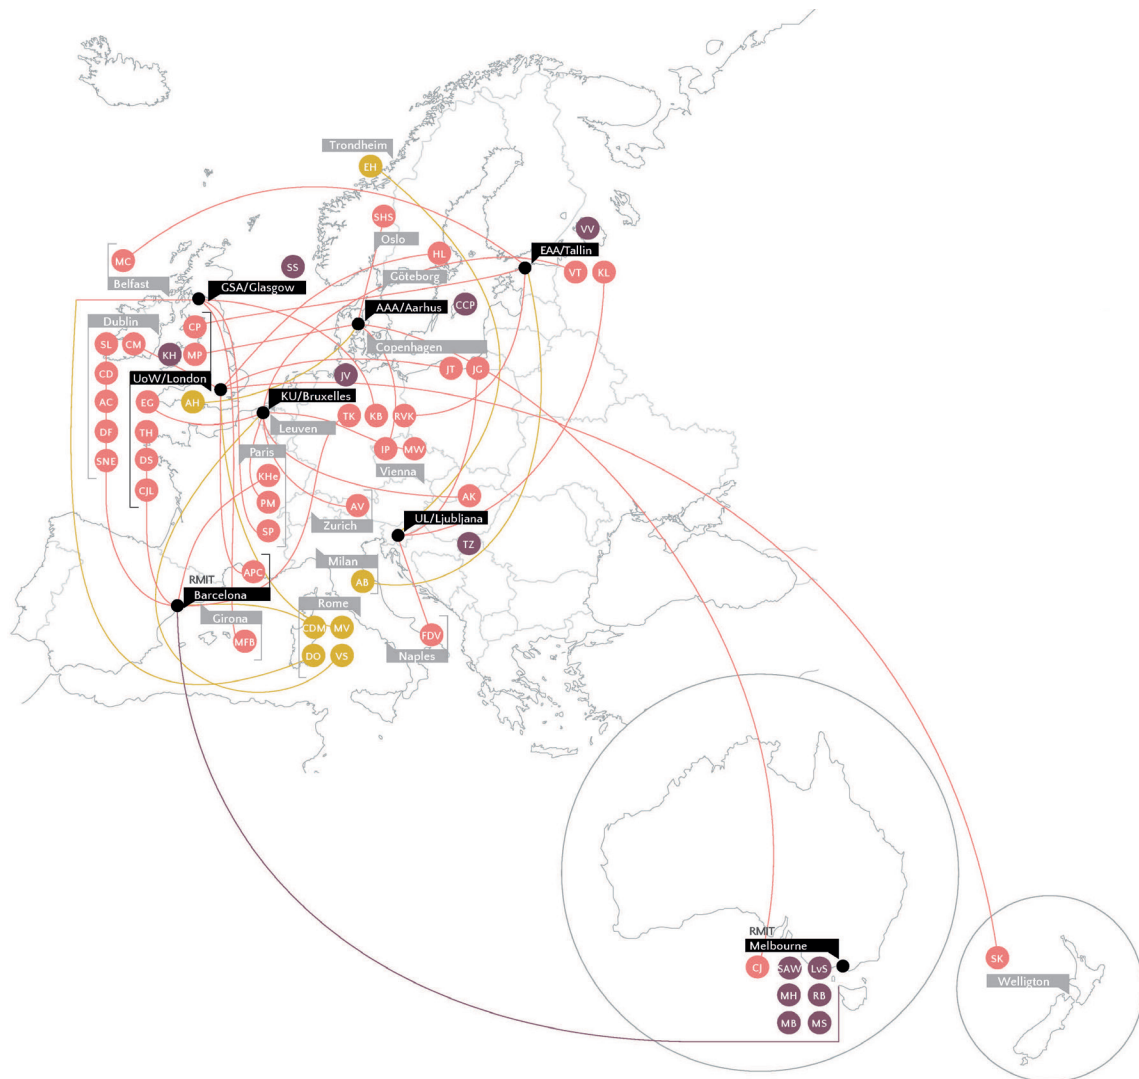 Trondheim
EH
SHS
Oslo
VV
EAA/Tallin
HL
VT
KL
MC
Belfast
SS
GSA/Glasgow
Göteborg
CCP
AAA/Aarhus
Dublin
CP
SL
CM
KH
MP
Copenhagen
CD
UoW/London
JV
JT
JG
KU/Bruxelles
AC
EG
AH
TK
KB
RVK
Leuven
DF
TH
Paris
IP
MW
SNE
DS
KHe
Vienna
CJL
PM
AV
AK
SP
Zurich
UL/Ljubljana
TZ
Milan
APC
RMIT
AB
Barcelona
Rome
Girona
CDM
MV
MFB
FDV
DO
VS
Naples
RMIT
Melbourne
CJ
SAW
LvS
SK
Welligton
MH
RB
MB
MS